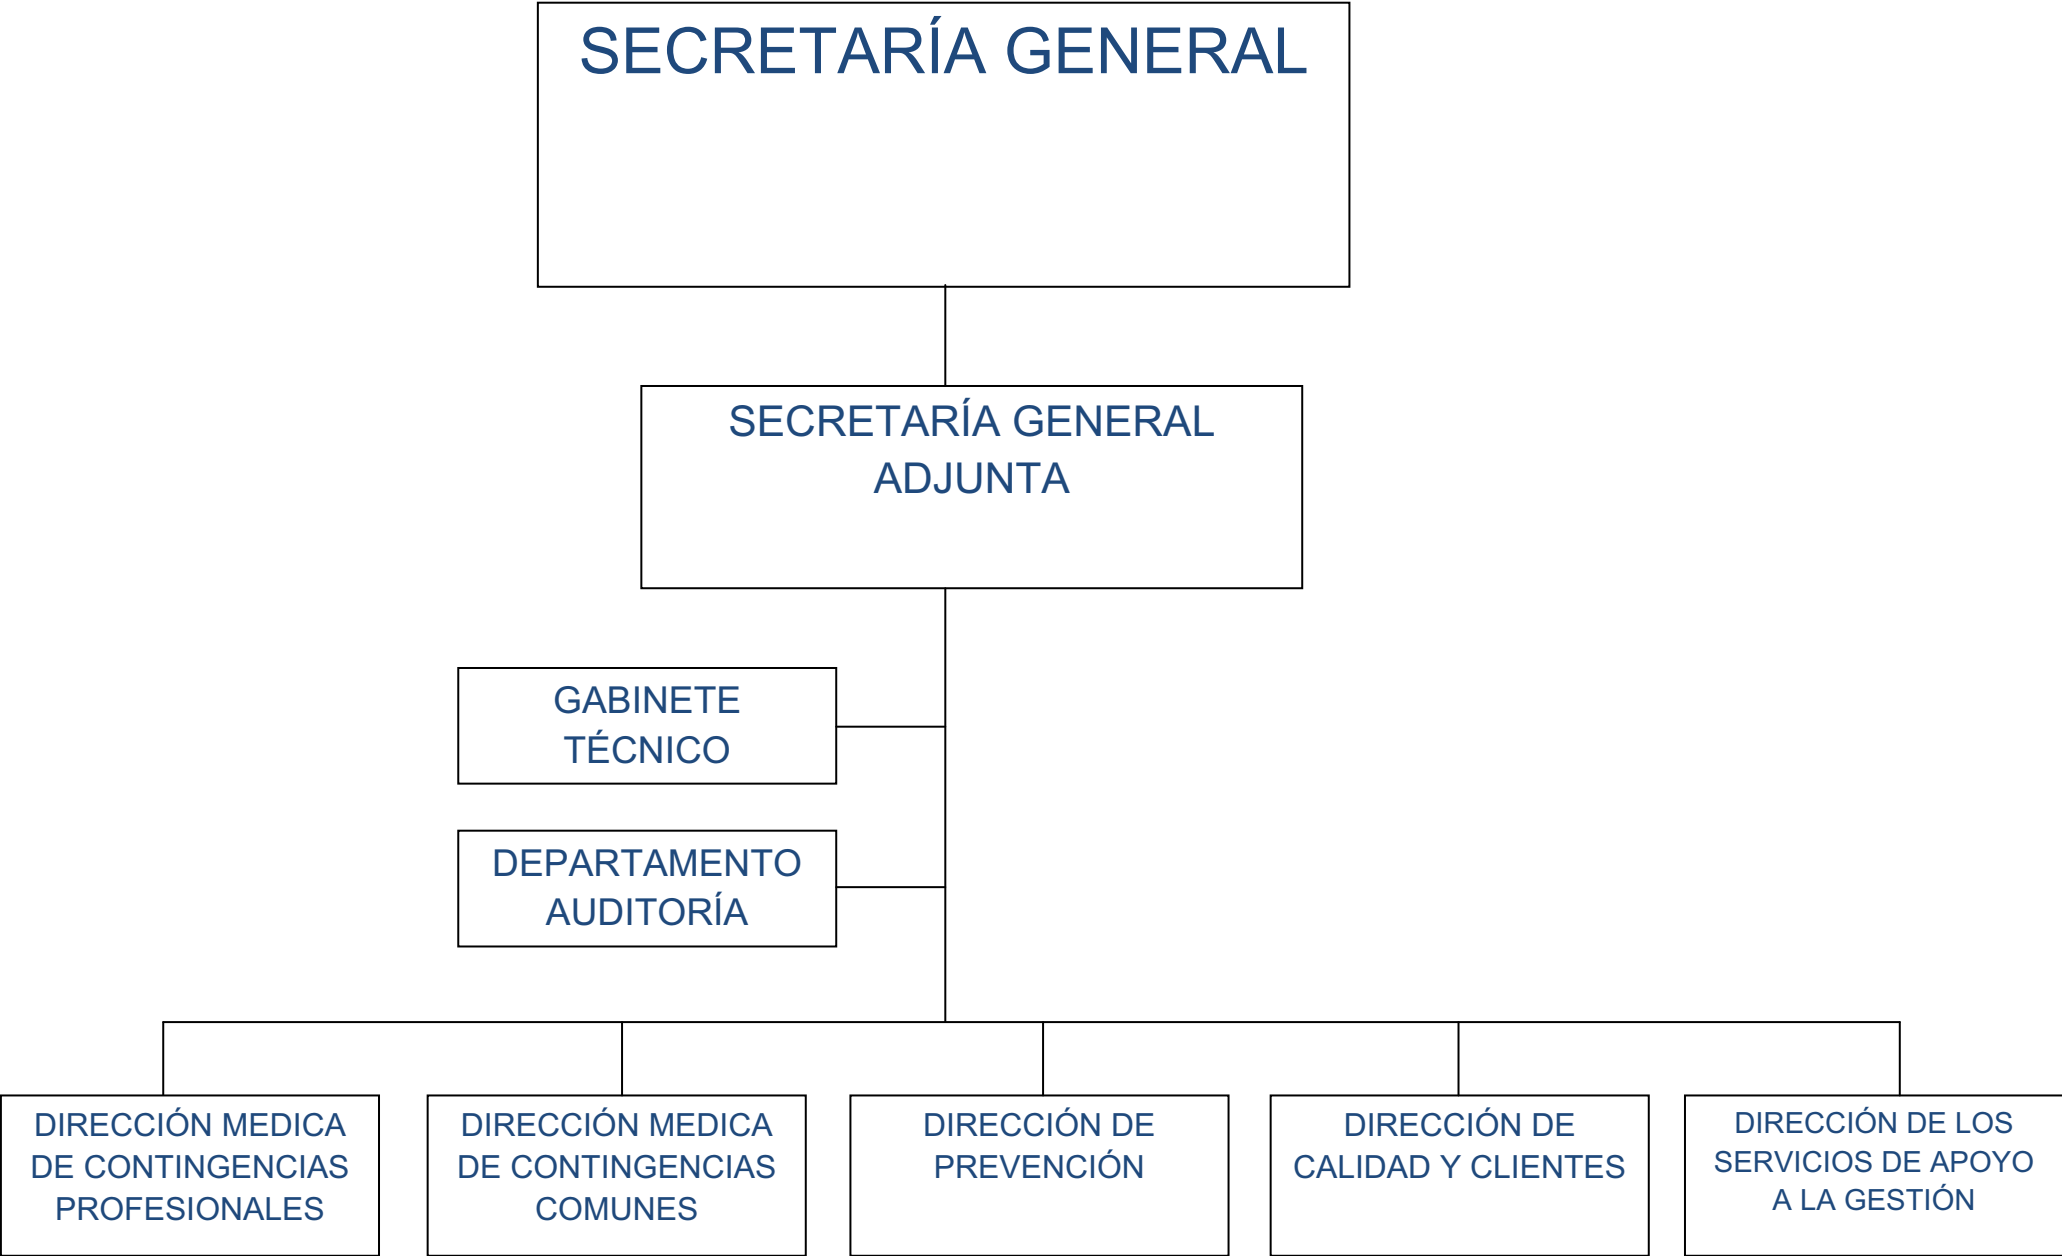 SECRETARÍA GENERAL
SECRETARÍA GENERAL
ADJUNTA
GABINETE
TÉCNICO
DEPARTAMENTO
AUDITORÍA
DIRECCIÓN MEDICA
DE CONTINGENCIAS
PROFESIONALES
DIRECCIÓN MEDICA
DE CONTINGENCIAS
COMUNES
DIRECCIÓN DE
PREVENCIÓN
DIRECCIÓN DE
CALIDAD Y CLIENTES
DIRECCIÓN DE LOS
SERVICIOS DE APOYO
A LA GESTIÓN